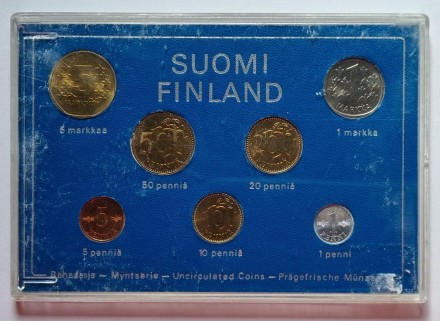 SUOMI
FINLAND
5 markkaa
1 markka
50 penniä
20 penniä
5 penniä
10 penniä
1 penni
Rahasarja – Myntserie – Uncirculated Coins – Prägefrische Münzen